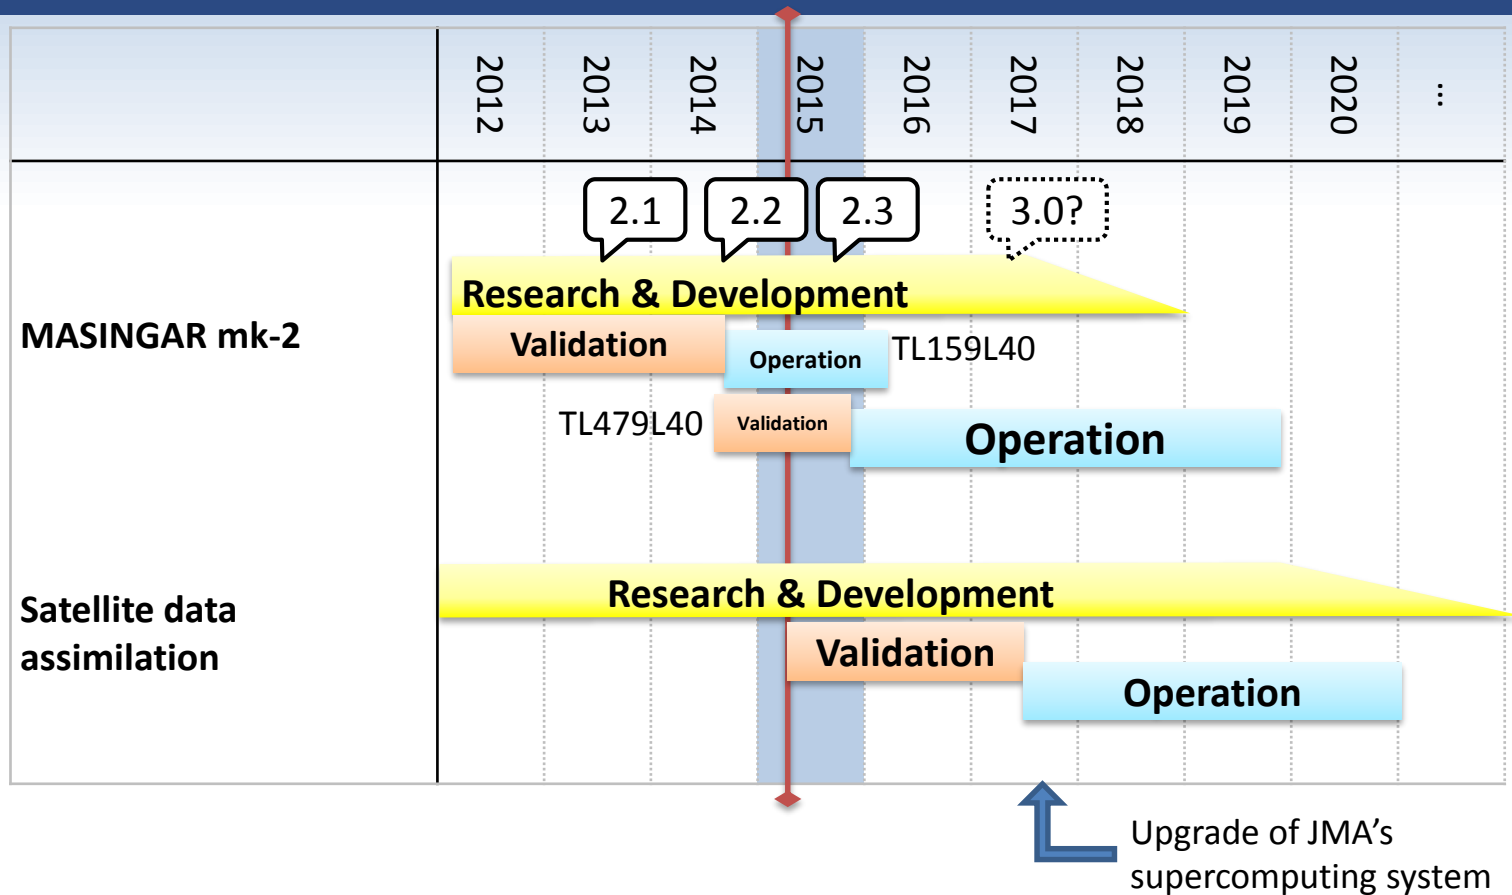 2012
2013
2014
2015
2016
2017
2018
2019
2020
...
2.1
2.2
2.3
3.0?
MASINGAR mk-2
Research & Development
Validation
Operation
TL159L40
TL479L40
Validation
Operation
Satellite data
assimilation
Research & Development
Validation
Operation
Upgrade of JMA’s
supercomputing system